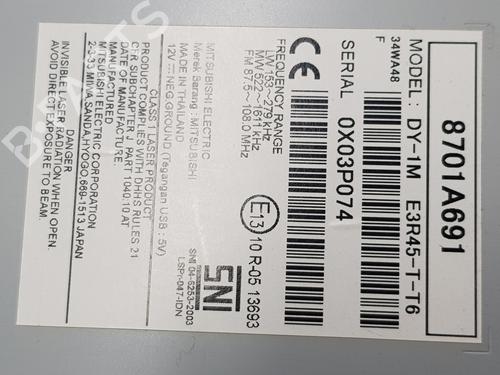 8701A691
MODEL : DY-1M E3R45-T-T6
34WA48
F
SERIAL 0X03P074
FREQUENCY RANGE
LW 153~279 kHz
MW 522~1611 kHz
FM 87.5~108.0 MHz
E13
10 R-05 13693
MITSUBISHI ELECTRIC
Merek Barang : MITSUBISHI
MADE IN THAILAND
12V NEG GROUND (Tegangan USB : 5V)
SNI
SNI 04-6253-2003
LSPr-047-IDN
CLASS 1 LASER PRODUCT
PRODUCT COMPLIES WITH DHHS RULES 21
CFR SUBCHAPTER J PART 1040.10 AT
DATE OF MANUFACTURE.
Manufactured
MITSUBISHI ELECTRIC CORPORATION
2-3-33, MIWA, SANDA, HYOGO, 669-1513 JAPAN
DANGER
INVISIBLE LASER RADIATION WHEN OPEN.
AVOID DIRECT EXPOSURE TO BEAM.
B-PARTS